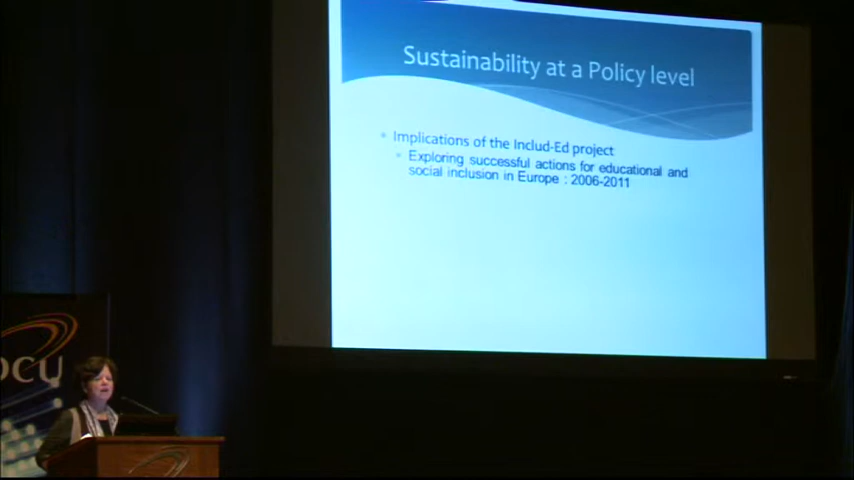 Sustainability at a Policy level
Implications of the Includ-Ed project
Exploring successful actions for educational and
social inclusion in Europe : 2006-2011
DCU